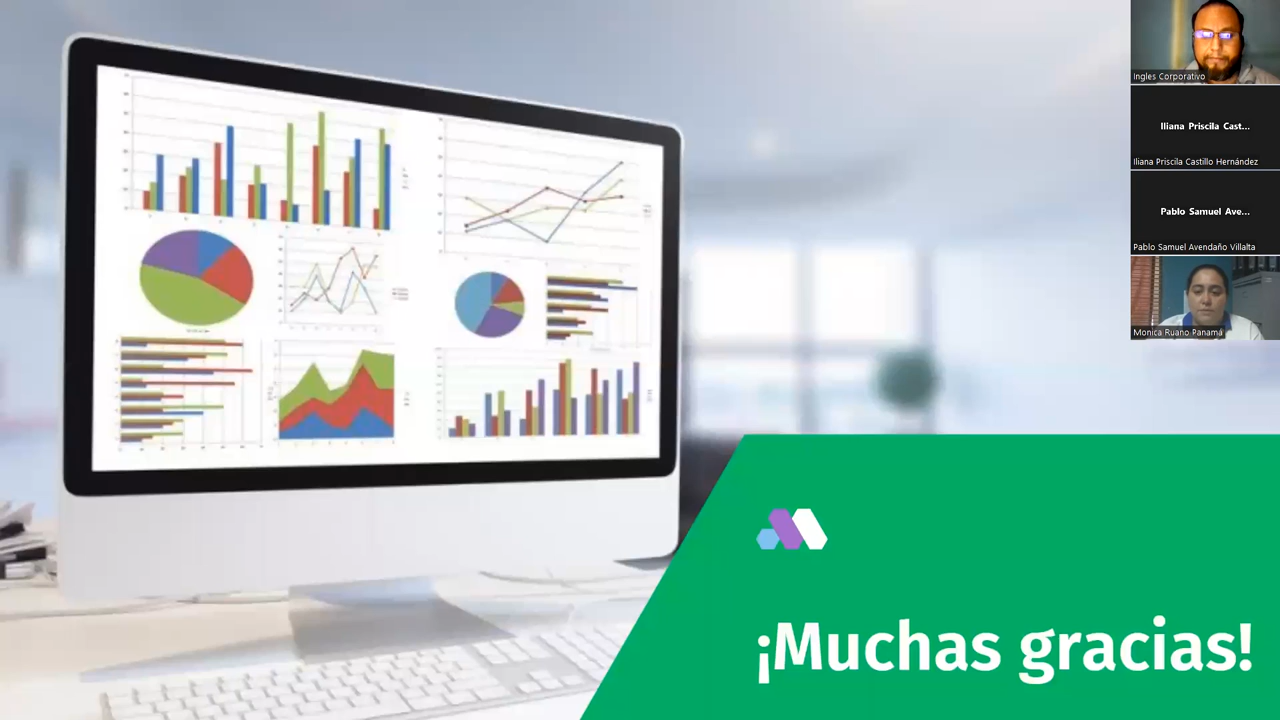 Ingles Corporativo
Iliana Priscila Cast...
Iliana Priscila Castillo Hernández
Pablo Samuel Ave...
Pablo Samuel Avendaño Villalta
Monica Ruano Panamá
¡Muchas gracias!